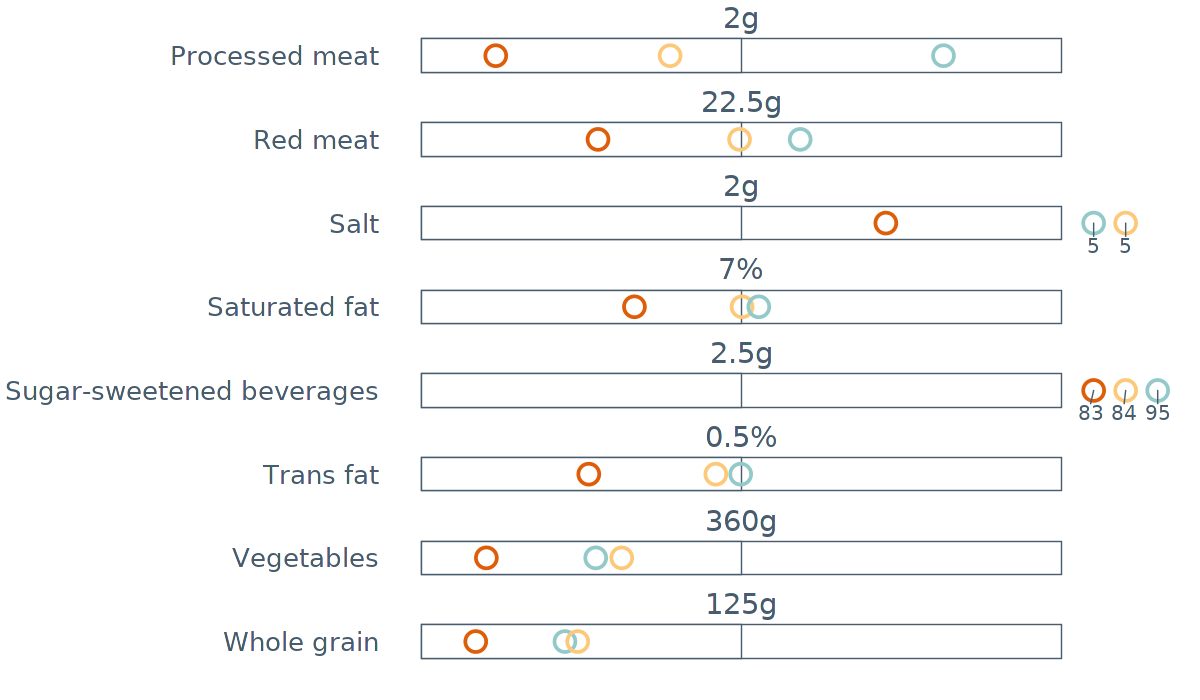 2g
Processed meat
22.5g
Red meat
2g
Salt
5 5
7%
Saturated fat
2.5g
Sugar-sweetened beverages
83 84 95
0.5%
Trans fat
360g
Vegetables
125g
Whole grain